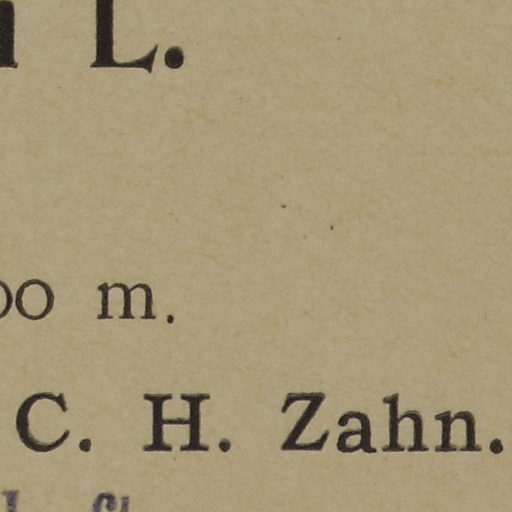 L.
m.
C. H. Zahn.